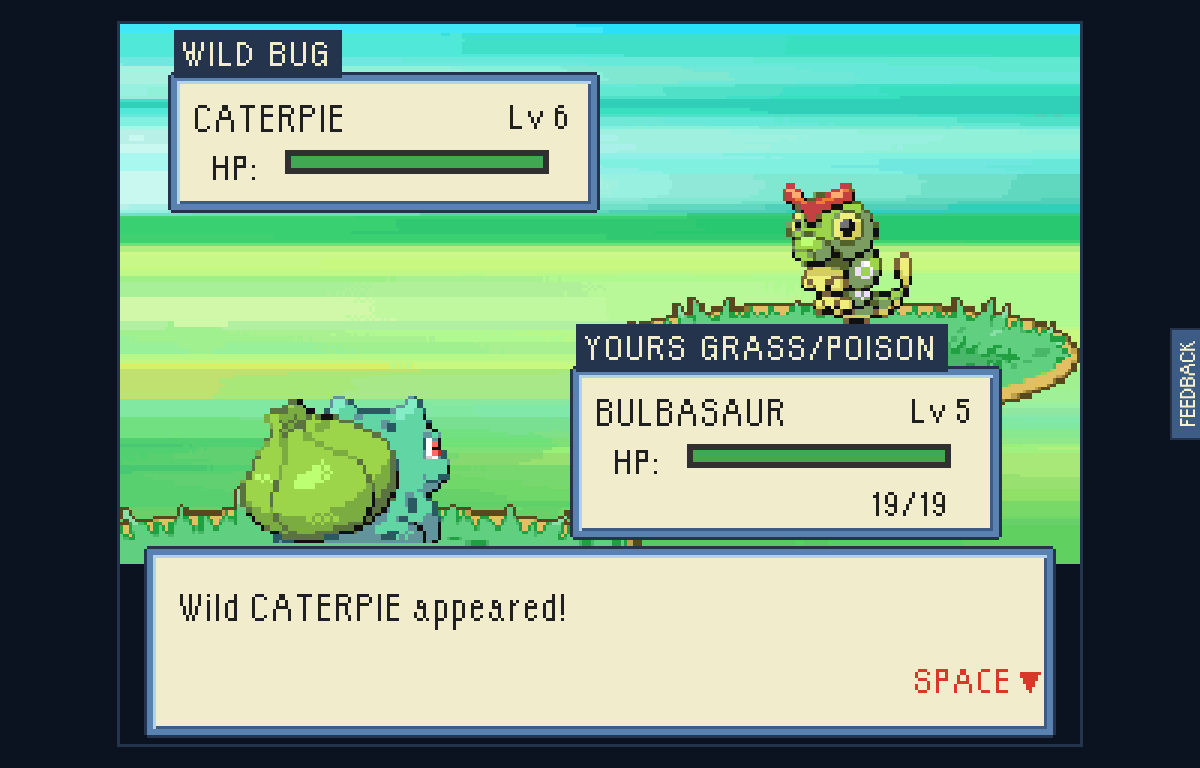 WILD BUG
CATERPIE Lv 6
HP:
YOURS GRASS/POISON
BULBASAUR Lv 5
HP:
19/19
Wild CATERPIE appeared!
SPACE ▼
FEEDBACK